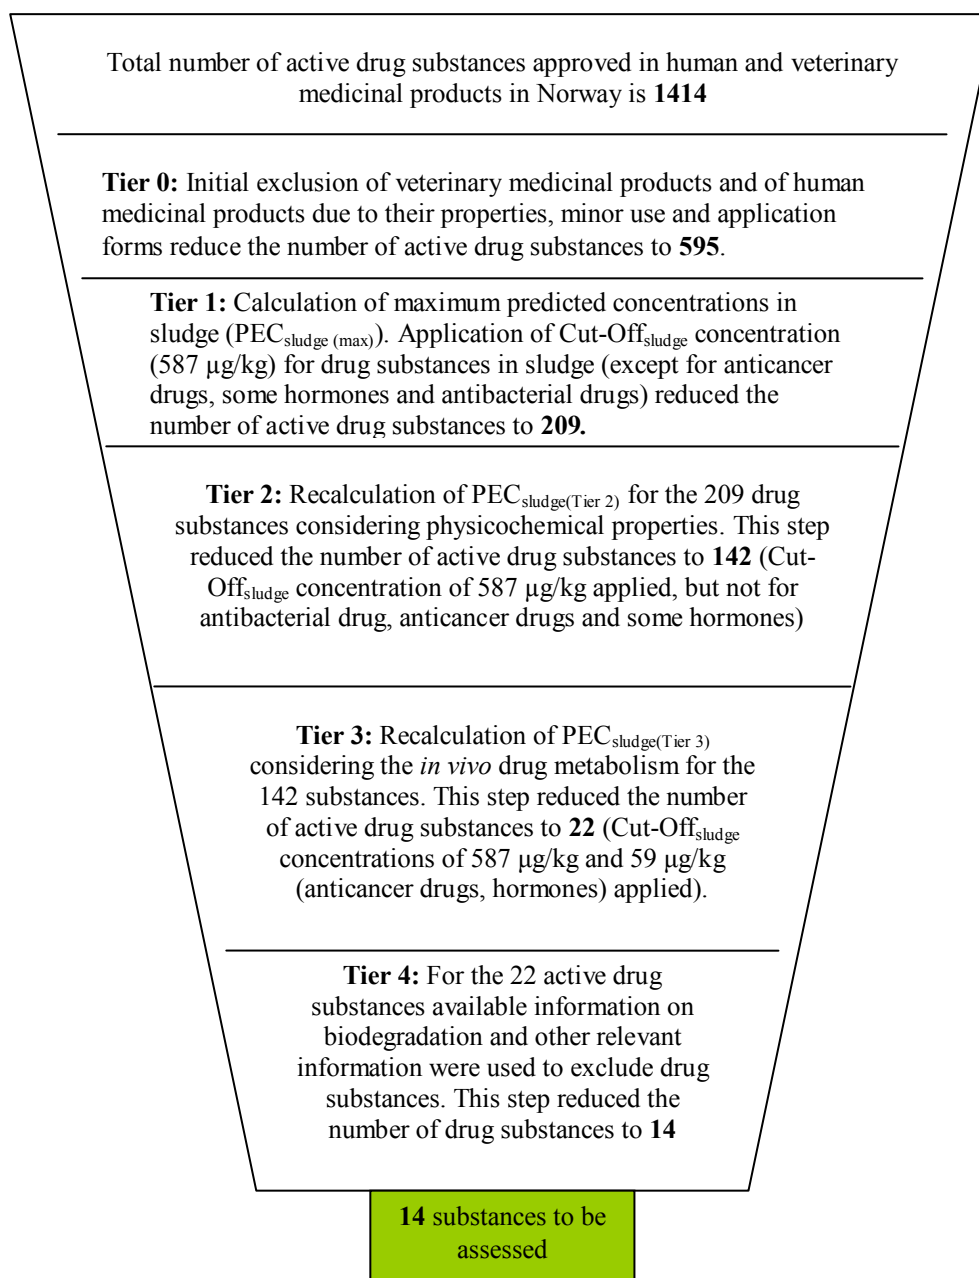 Total number of active drug substances approved in human and veterinary
medicinal products in Norway is 1414
Tier 0: Initial exclusion of veterinary medicinal products and of human
medicinal products due to their properties, minor use and application
forms reduce the number of active drug substances to 595.
Tier 1: Calculation of maximum predicted concentrations in
sludge (PECsludge (max)). Application of Cut-Offsludge concentration
(587 µg/kg) for drug substances in sludge (except for anticancer
drugs, some hormones and antibacterial drugs) reduced the
number of active drug substances to 209.
Tier 2: Recalculation of PECsludge(Tier 2) for the 209 drug
substances considering physicochemical properties. This step
reduced the number of active drug substances to 142 (Cut-
Offsludge concentration of 587 µg/kg applied, but not for
antibacterial drug, anticancer drugs and some hormones)
Tier 3: Recalculation of PECsludge(Tier 3)
considering the in vivo drug metabolism for the
142 substances. This step reduced the number
of active drug substances to 22 (Cut-Offsludge
concentrations of 587 µg/kg and 59 µg/kg
(anticancer drugs, hormones) applied).
Tier 4: For the 22 active drug
substances available information on
biodegradation and other relevant
information were used to exclude drug
substances. This step reduced the
number of drug substances to 14
14 substances to be
assessed